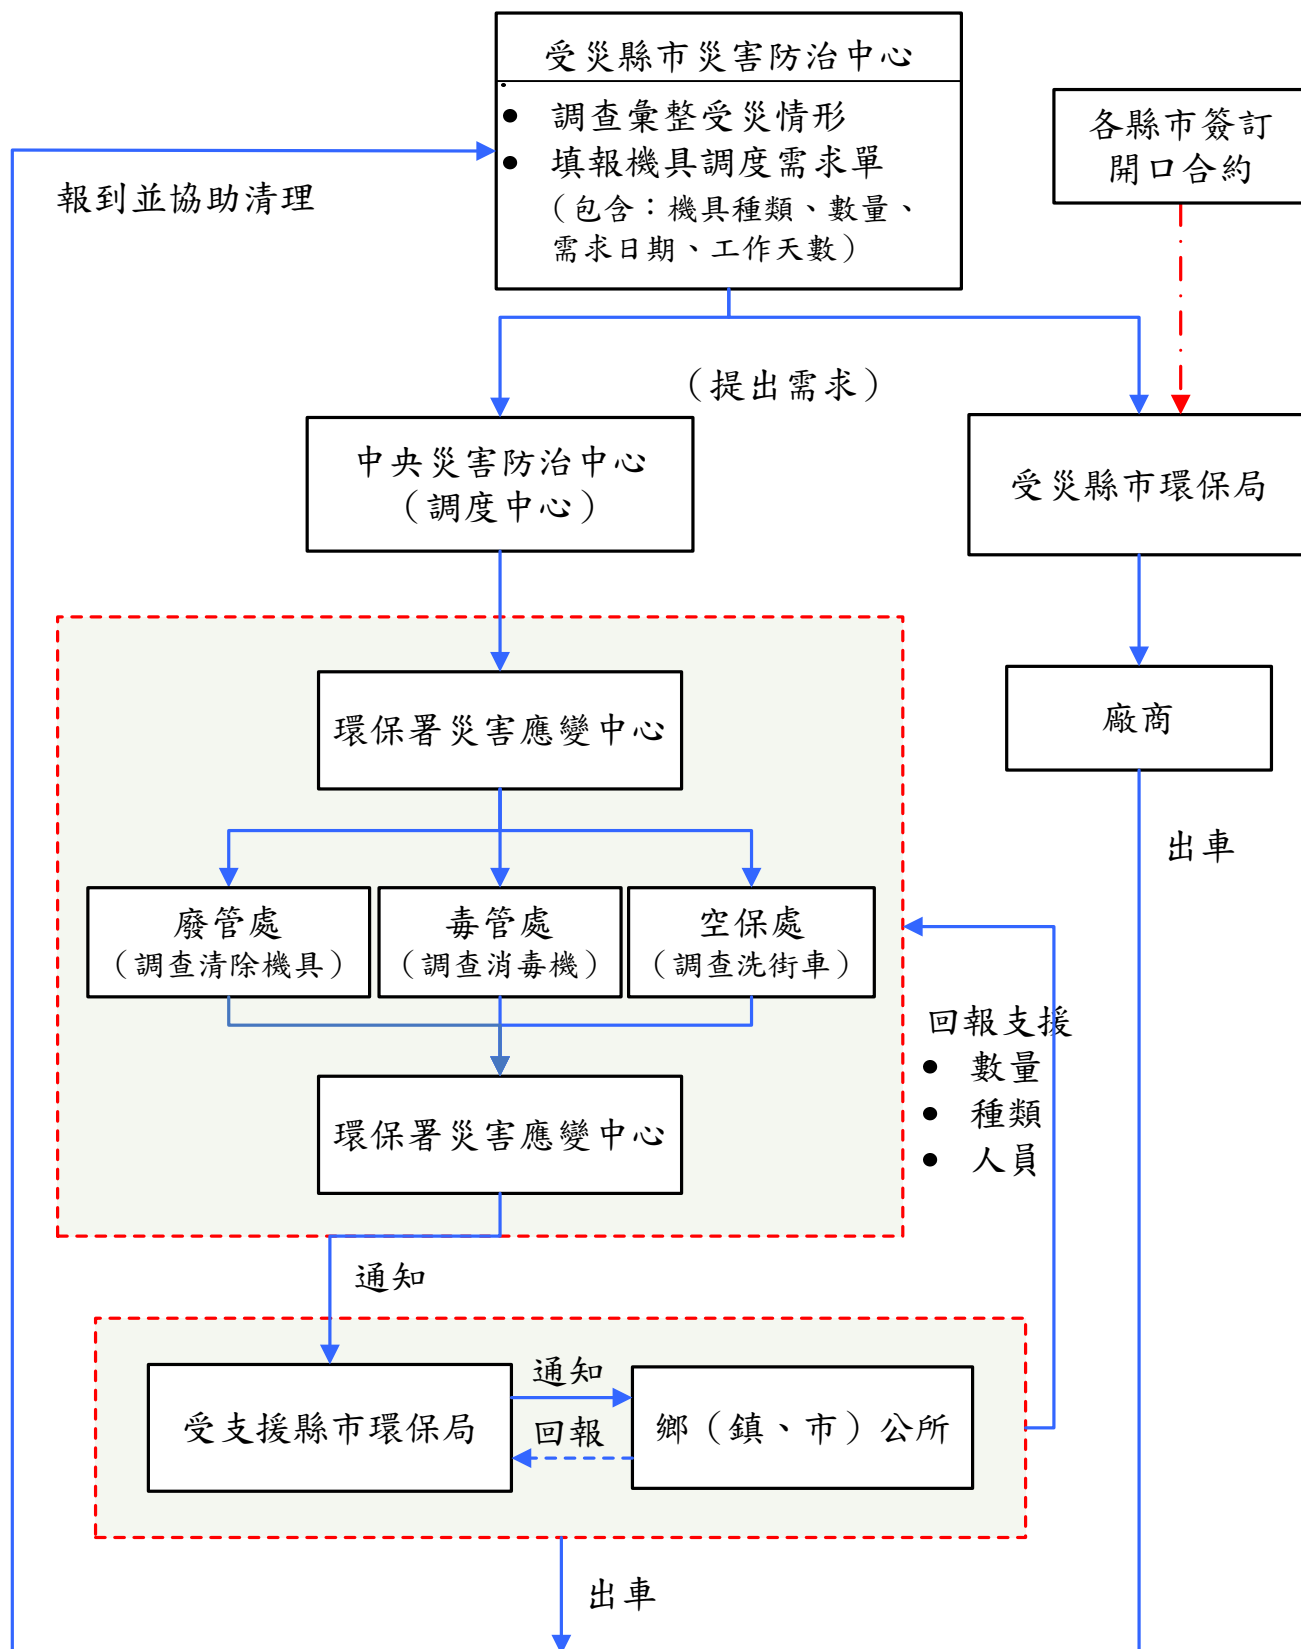 受災縣市災害防治中心
• 調查彙整受災情形
• 填報機具調度需求單
（包含：機具種類、數量、
需求日期、工作天數）
各縣市簽訂
開口合約
報到並協助清理
（提出需求）
中央災害防治中心
（調度中心）
受災縣市環保局
環保署災害應變中心
廠商
出車
廢管處
（調查清除機具）
毒管處
（調查消毒機）
空保處
（調查洗街車）
回報支援
• 數量
• 種類
• 人員
環保署災害應變中心
通知
受支援縣市環保局
通知
回報
鄉（鎮、市）公所
出車